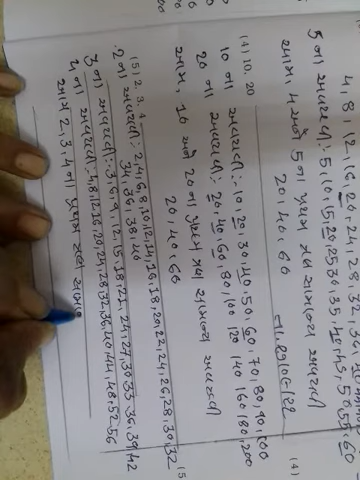 4,8,12,16,20,24,28,32,36
5 ના અવયવી:- 5,10,15,20,25,30,35,40,45,50,55,60
આમ, 4 અને 5 ના પ્રથમ ત્રણ સામાન્ય અવયવી
20,40,60
(4) 10, 20
10 ના અવયવી:- 10,20,30,40,50,60,70,80,90,100
20 ના અવયવી:- 20,40,60,80,100,120,140,160,180,200
આમ, 10 અને 20 ના પ્રથમ ત્રણ સામાન્ય અવયવી
20,40,60
(5) 2, 3, 4
2 ના અવયવી:- 2,4,6,8,10,12,14,16,18,20,22,24,26,28,30,32
34,36,38,40
3 ના અવયવી:- 3,6,9,12,15,18,21,24,27,30,33,36,39,42
4 ના અવયવી:- 4,8,12,16,20,24,28,32,36,40,44,48,52,56
આમ 2,3,4 ના પ્રથમ ત્રણ સામા